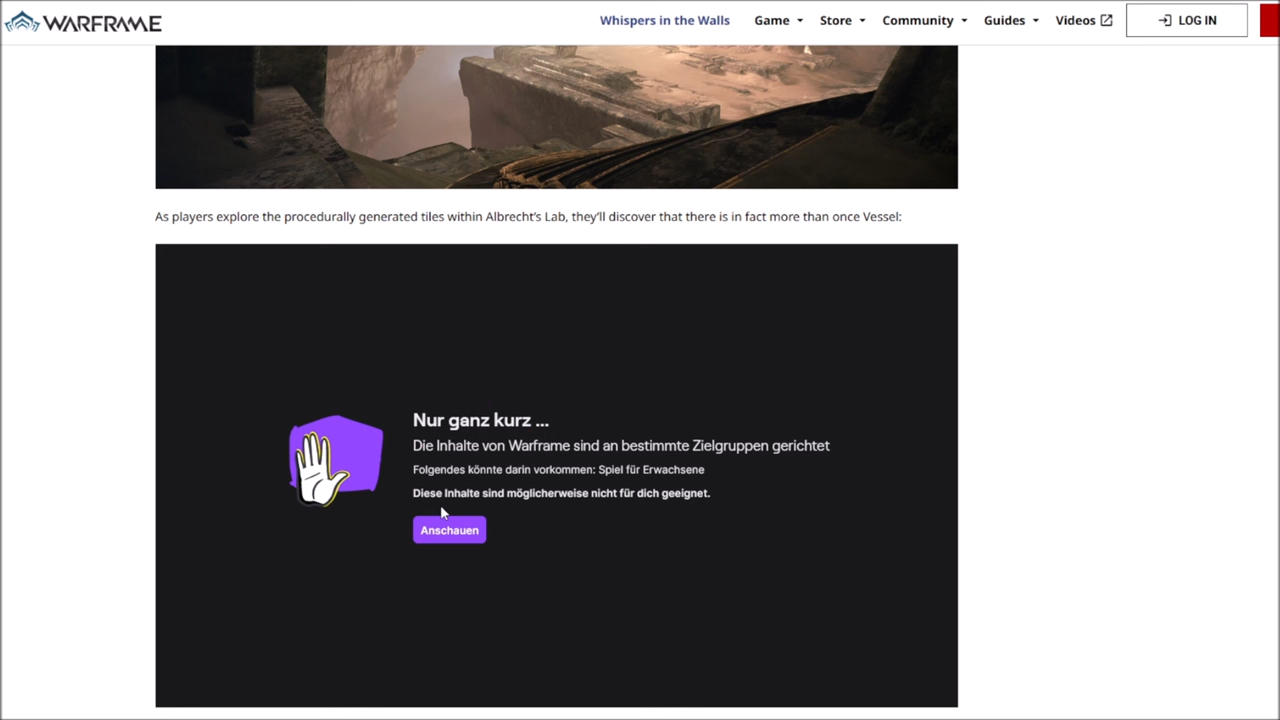 WARFRAME
Whispers in the Walls
Game
Store
Community
Guides
Videos
LOG IN
As players explore the procedurally generated tiles within Albrecht's Lab, they'll discover that there is in fact more than once Vessel:
Nur ganz kurz ...
Die Inhalte von Warframe sind an bestimmte Zielgruppen gerichtet
Folgendes könnte darin vorkommen: Spiel für Erwachsene
Diese Inhalte sind möglicherweise nicht für dich geeignet.
Anschauen